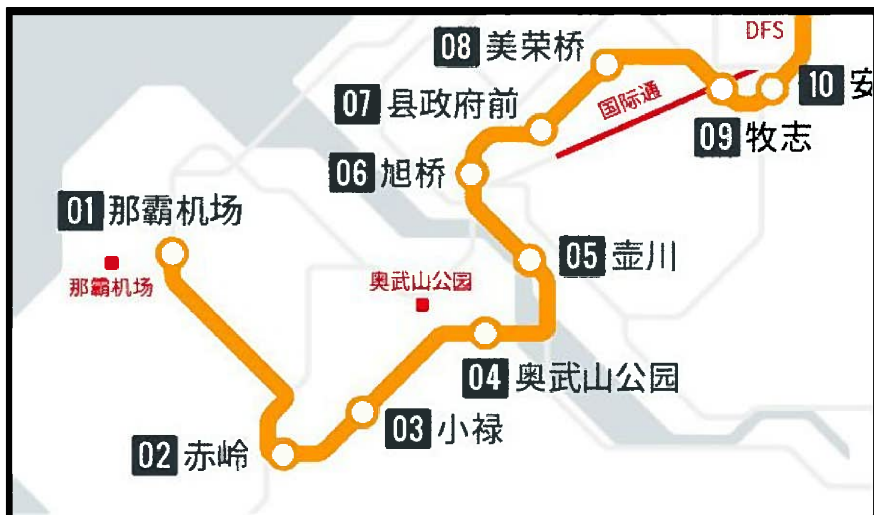 DFS
08 美荣桥
10 安
07 县政府前
国际通
09 牧志
06 旭桥
01 那霸机场
05 壶川
那霸机场
奥武山公园
04 奥武山公园
03 小禄
02 赤岭